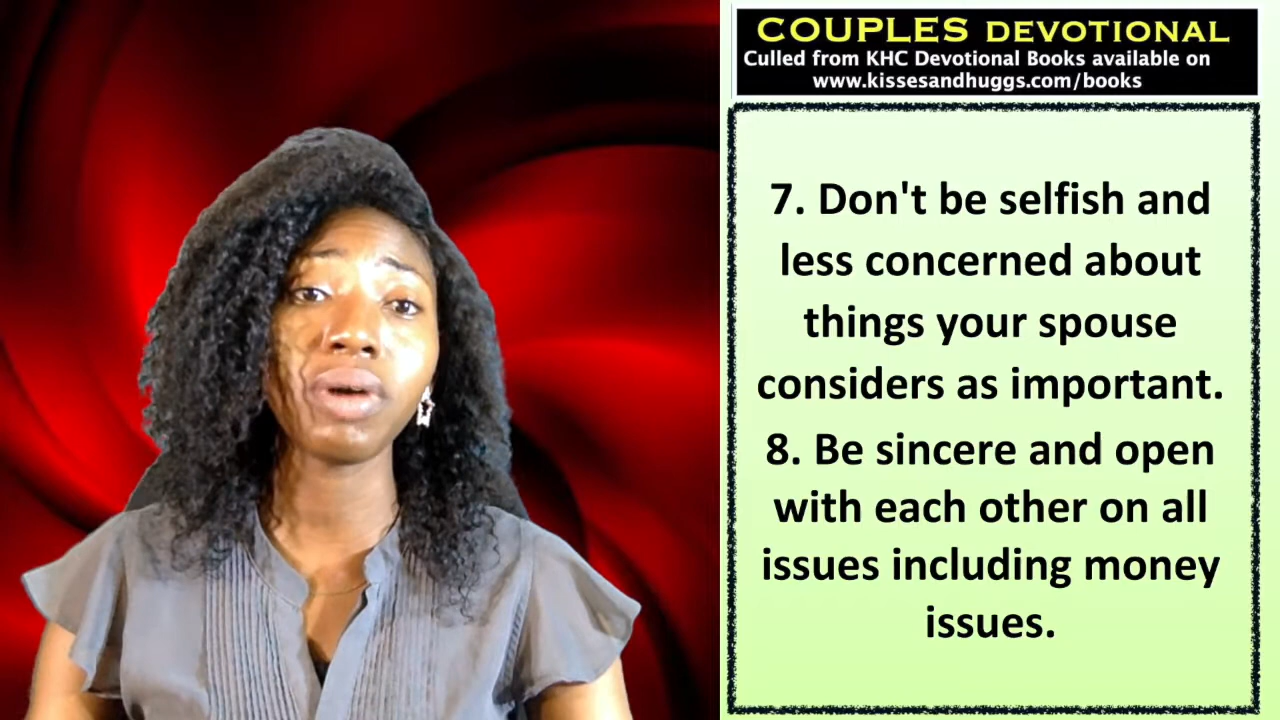 COUPLES DEVOTIONAL
Culled from KHC Devotional Books available on
www.kissesandhuggs.com/books
7. Don't be selfish and
less concerned about
things your spouse
considers as important.
8. Be sincere and open
with each other on all
issues including money
issues.